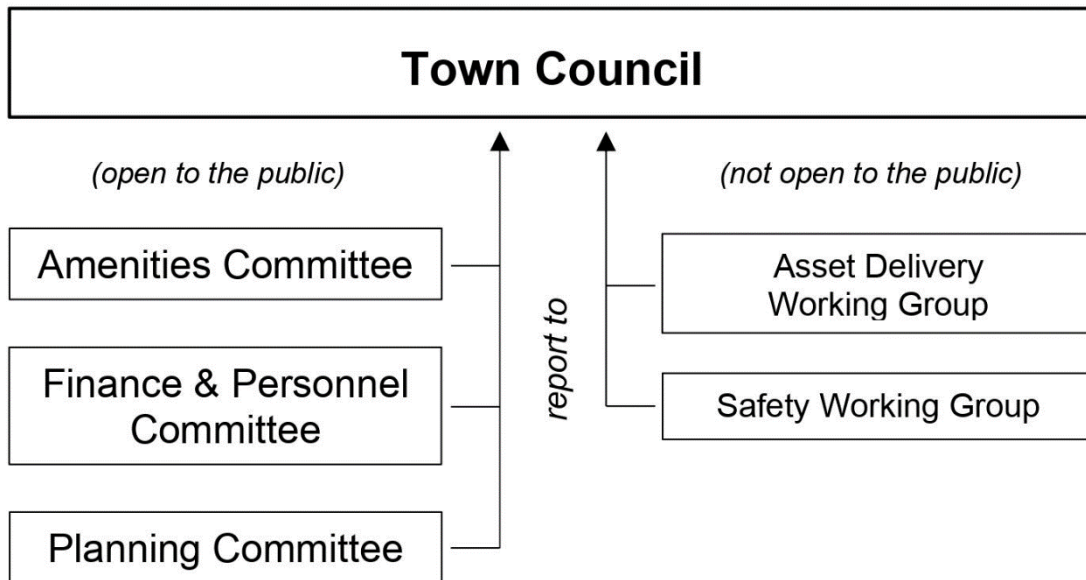 Town Council
(open to the public)
(not open to the public)
Amenities Committee
Finance & Personnel
Committee
Planning Committee
report to
Asset Delivery
Working Group
Safety Working Group